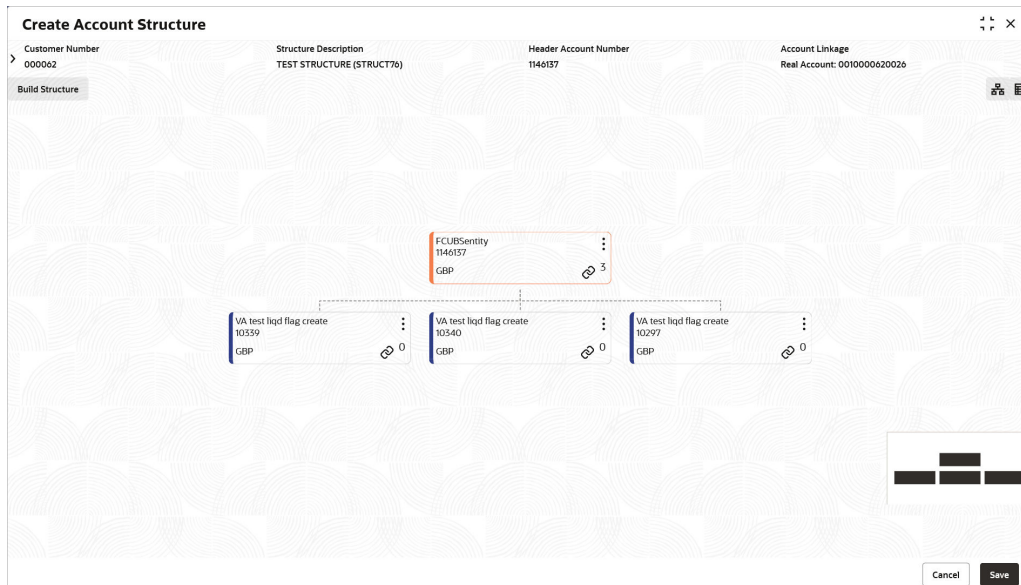 Create Account Structure
Customer Number
000062
Structure Description
TEST STRUCTURE (STRUCT76)
Header Account Number
1146137
Account Linkage
Real Account: 0010000620026
Build Structure
FCUBSentity
1146137
GBP
3
VA test liqd flag create
10339
GBP
0
VA test liqd flag create
10340
GBP
0
VA test liqd flag create
10297
GBP
0
Cancel
Save